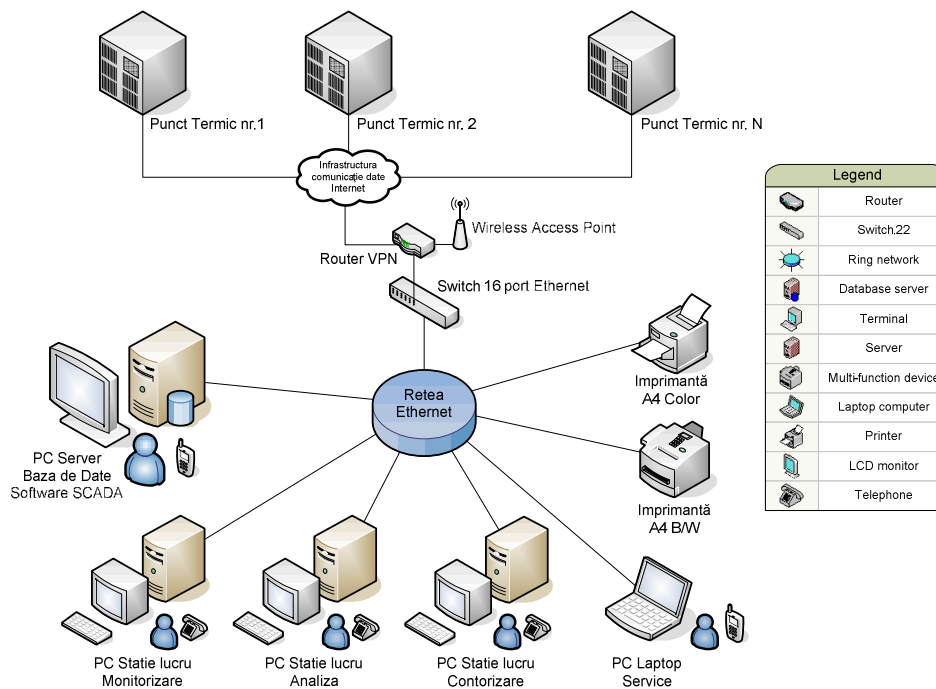 Punct Termic nr. 1
Punct Termic nr. 2
Punct Termic nr. N
Infrastructura
comunicație date
Internet
Wireless Access Point
Router VPN
Switch 16 port Ethernet
Retea
Ethernet
Imprimantă
A4 Color
Imprimantă
A4 B/W
PC Server
Baza de Date
Software SCADA
PC Statie lucru
Monitorizare
PC Statie lucru
Analiza
PC Statie lucru
Contorizare
PC Laptop
Service
Legend
Router
Switch.22
Ring network
Database server
Terminal
Server
Multi-function device
Laptop computer
Printer
LCD monitor
Telephone